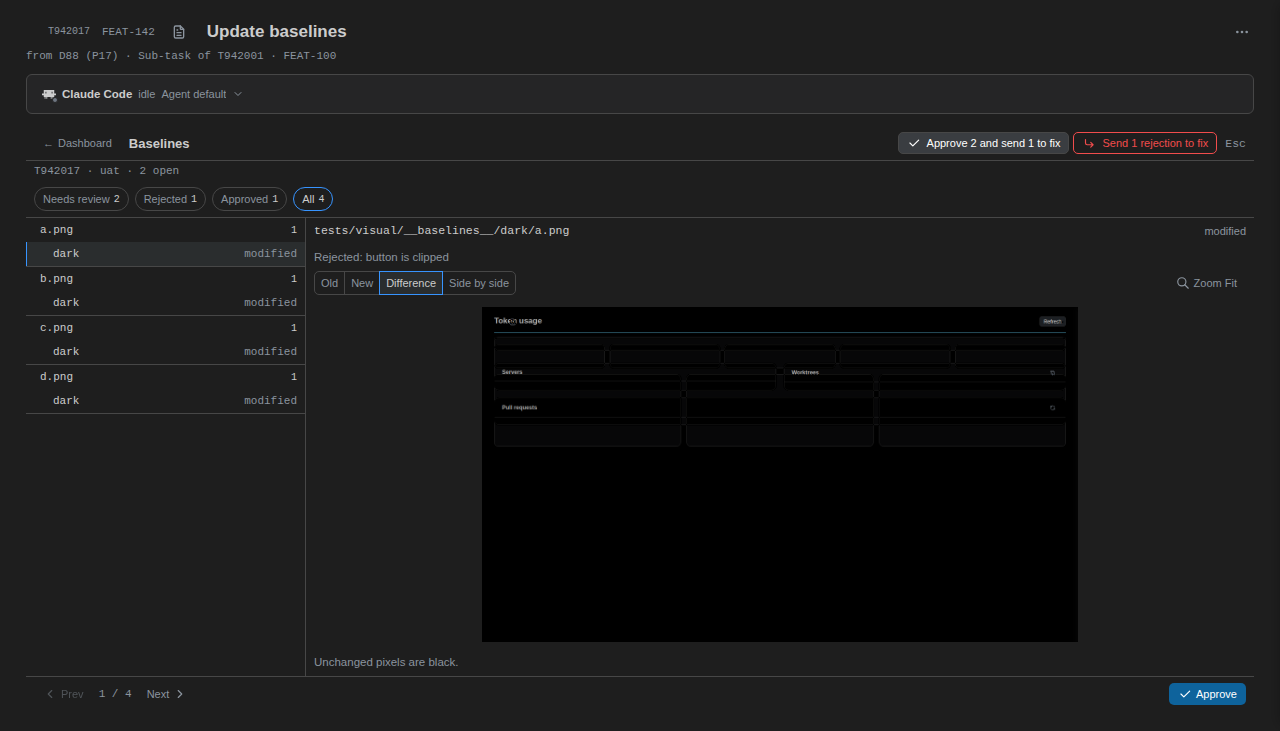 T942017 FEAT-142 Update baselines
from D88 (P17) · Sub-task of T942001 · FEAT-100
Claude Code idle Agent default
← Dashboard Baselines
Approve 2 and send 1 to fix
Send 1 rejection to fix
Esc
T942017 · uat · 2 open
Needs review 2
Rejected 1
Approved 1
All 4
a.png 1
dark modified
b.png 1
dark modified
c.png 1
dark modified
d.png 1
dark modified
tests/visual/__baselines__/dark/a.png modified
Rejected: button is clipped
Old New Difference Side by side
Zoom Fit
Token usage
Servers Worktrees
Pull requests
Unchanged pixels are black.
Prev 1 / 4 Next
Approve